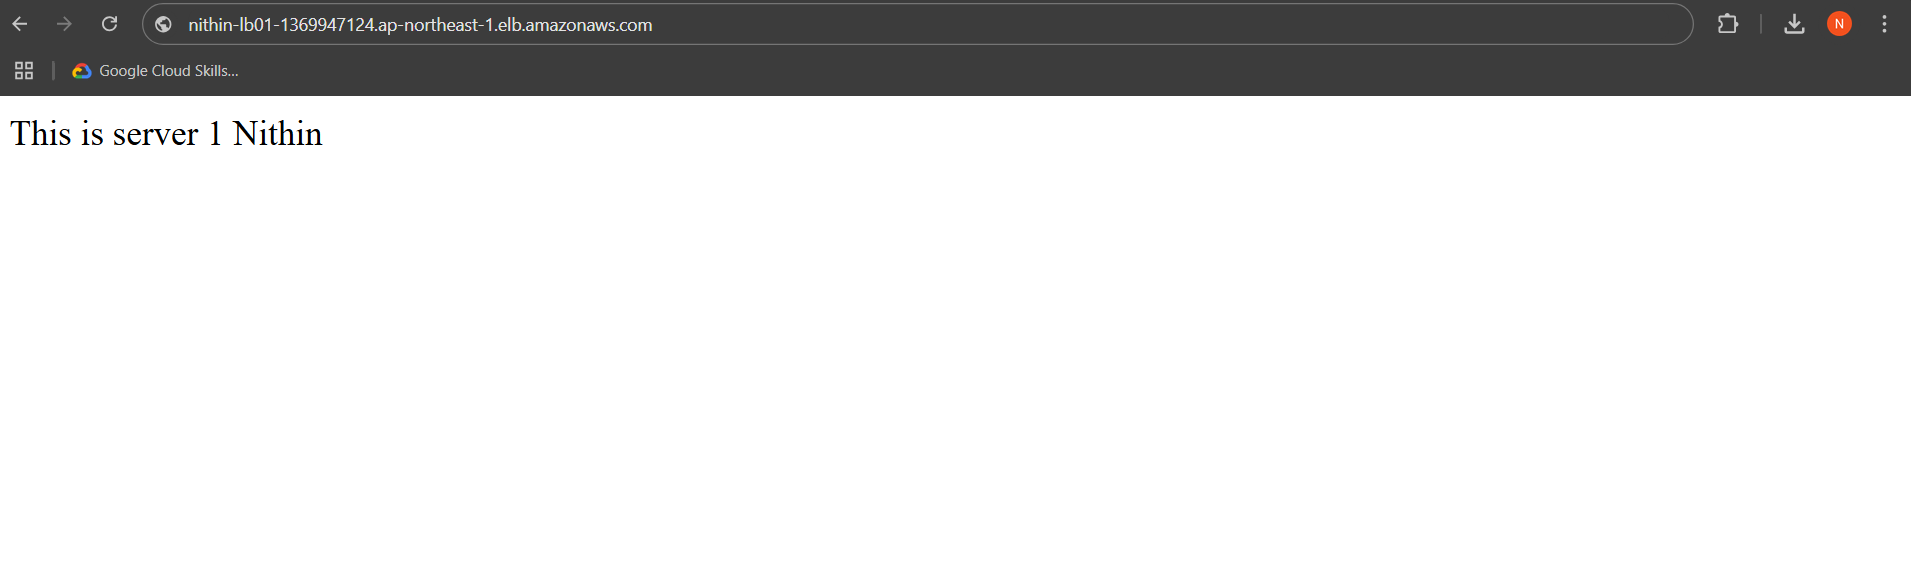 nithin-lb01-1369947124.ap-northeast-1.elb.amazonaws.com
N
Google Cloud Skills...
This is server 1 Nithin